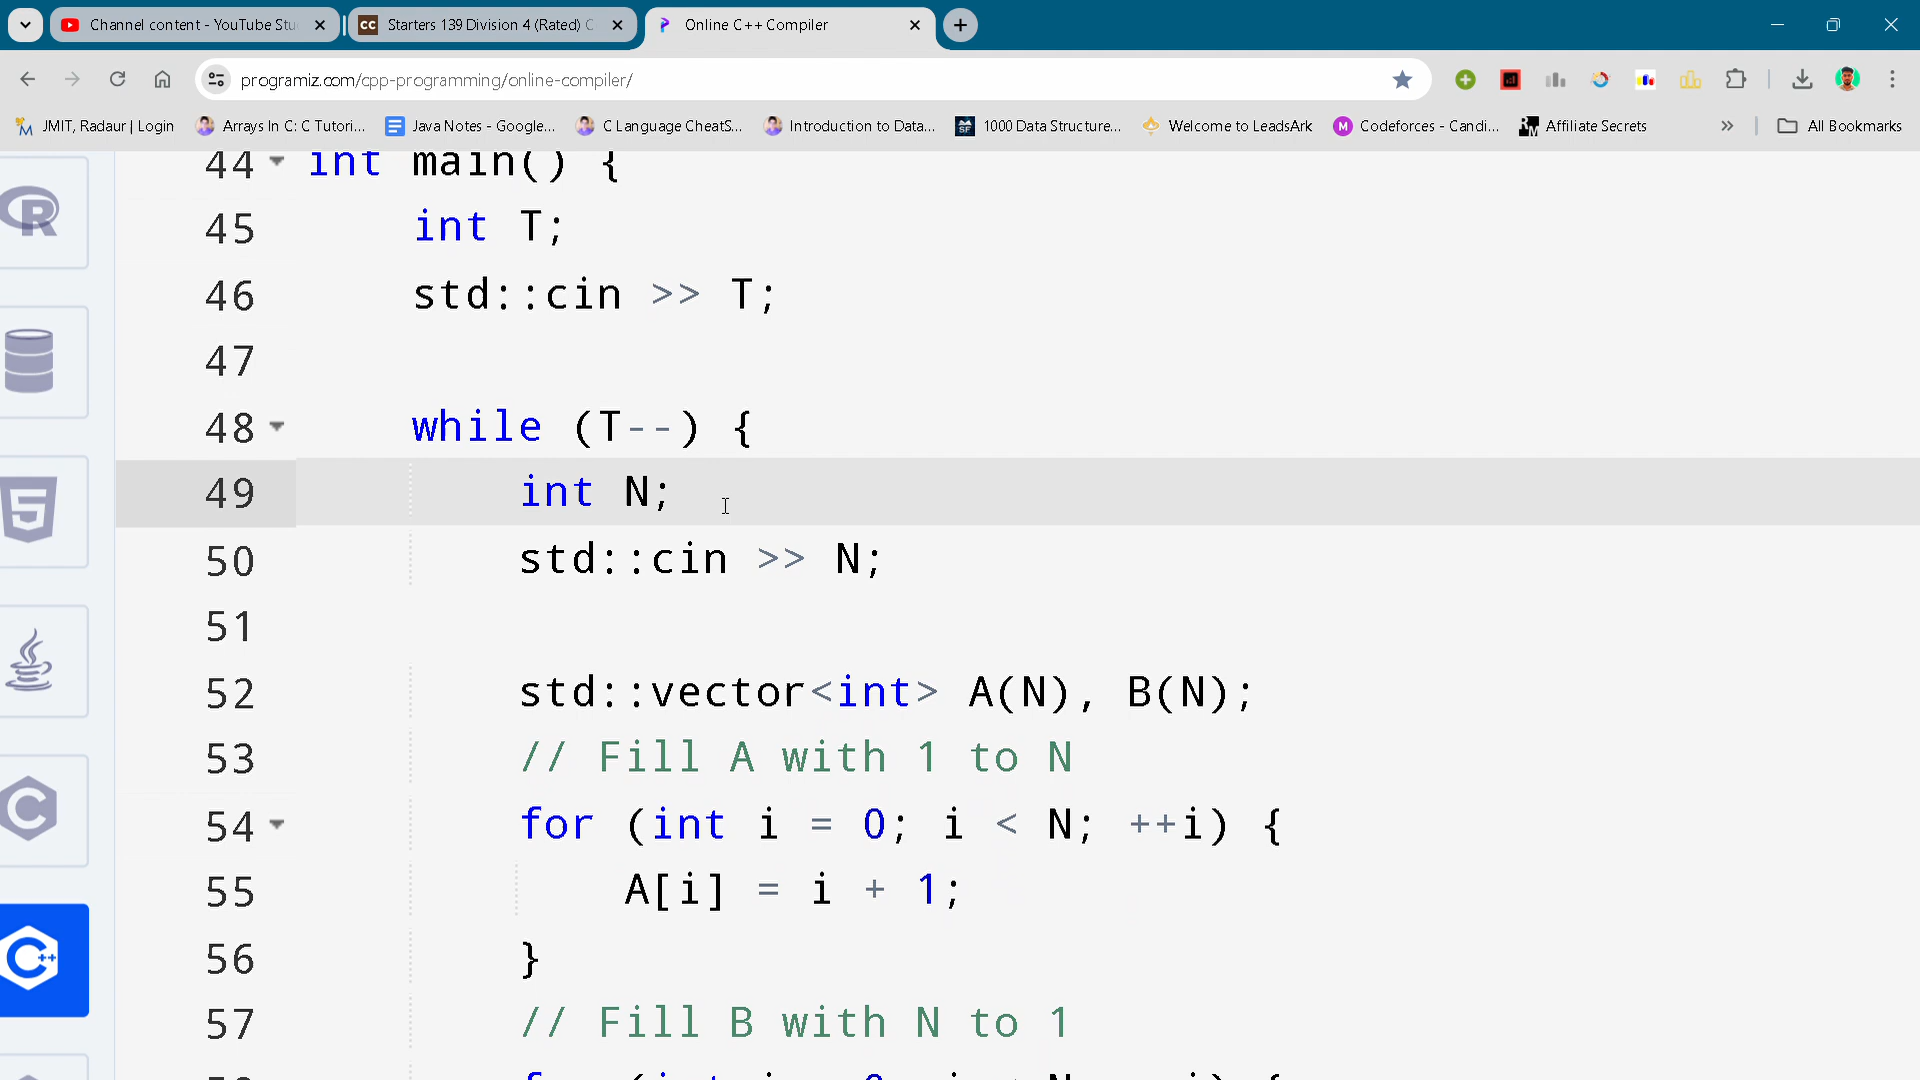 Channel content - YouTube Stu
Starters 139 Division 4 (Rated) C
Online C++ Compiler
programiz.com/cpp-programming/online-compiler/
JMIT, Radaur | Login
Arrays In C: C Tutori...
Java Notes - Google...
C Language CheatS...
Introduction to Data...
1000 Data Structure...
Welcome to LeadsArk
Codeforces - Candi...
Affiliate Secrets
All Bookmarks
44 int main() {
45 int T;
46 std::cin >> T;
47
48 while (T--) {
49 int N;
50 std::cin >> N;
51
52 std::vector<int> A(N), B(N);
53 // Fill A with 1 to N
54 for (int i = 0; i < N; ++i) {
55 A[i] = i + 1;
56 }
57 // Fill B with N to 1